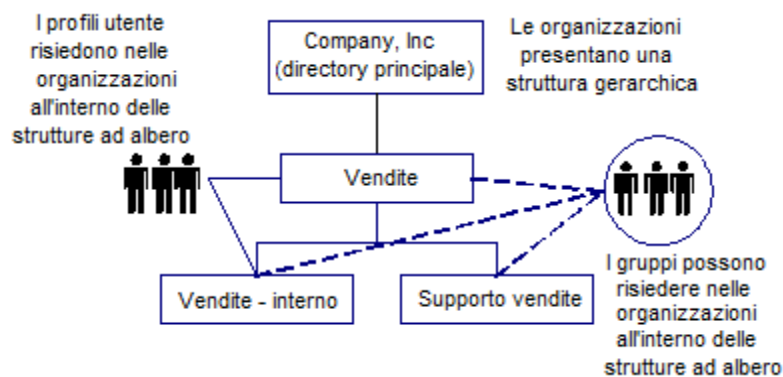 I profili utente
risiedono nelle
organizzazioni
all'interno delle
strutture ad albero
Company, Inc
(directory principale)
Le organizzazioni
presentano una
struttura gerarchica
Vendite
Vendite - interno
Supporto vendite
I gruppi possono
risiedere nelle
organizzazioni
all'interno delle
strutture ad albero